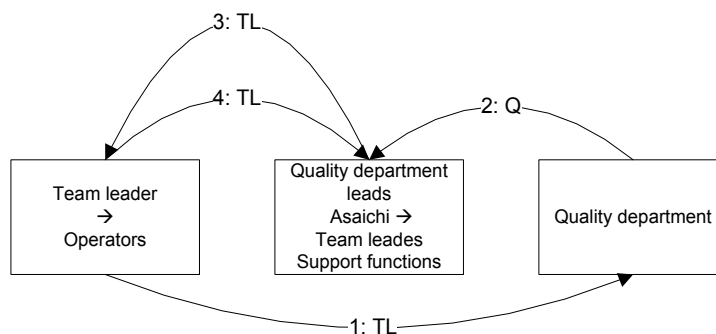 3: TL
4: TL
2: Q
Team leader
→
Operators
Quality department
leads
Asaichi →
Team leades
Support functions
Quality department
1: TL